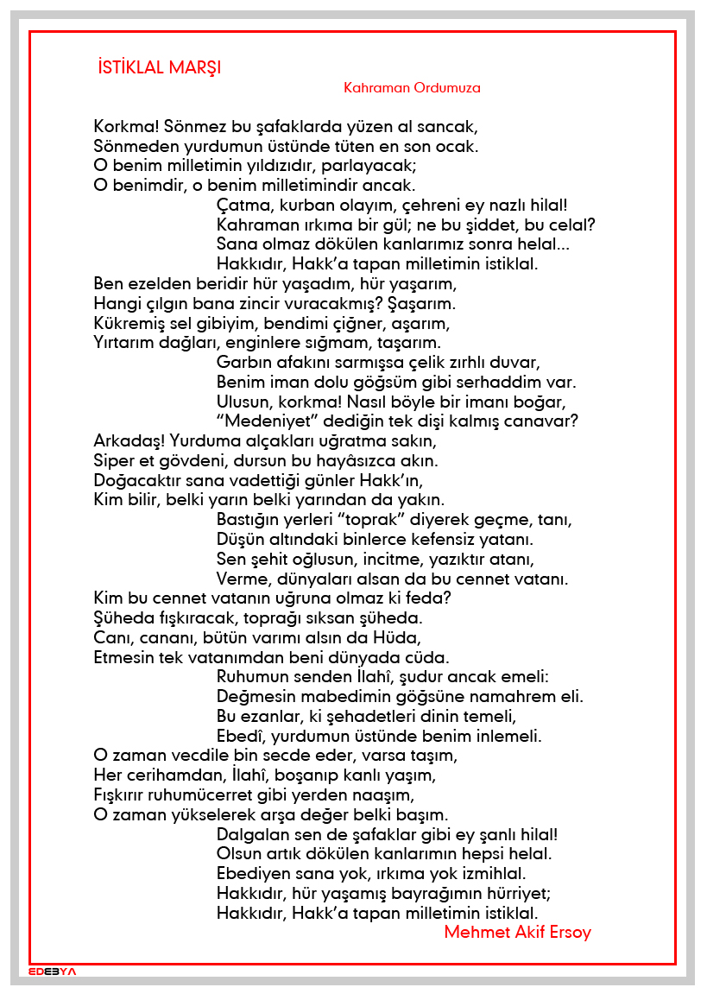 İSTİKLAL MARŞI
Kahraman Ordumuza
Korkma! Sönmez bu şafaklarda yüzen al sancak,
Sönmeden yurdumun üstünde tüten en son ocak.
O benim milletimin yıldızıdır, parlayacak;
O benimdir, o benim milletimindir ancak.
Çatma, kurban olayım, çehreni ey nazlı hilal!
Kahraman ırkıma bir gül; ne bu şiddet, bu celal?
Sana olmaz dökülen kanlarımız sonra helal...
Hakkıdır, Hakk’a tapan milletimin istiklal.
Ben ezelden beridir hür yaşadım, hür yaşarım,
Hangi çılgın bana zincir vuracakmış? Şaşarım.
Kükremiş sel gibiyim, bendimi çiğner, aşarım,
Yırtarım dağları, enginlere sığmam, taşarım.
Garbın afakını sarmışsa çelik zırhlı duvar,
Benim iman dolu göğsüm gibi serhaddim var.
Ulusun, korkma! Nasıl böyle bir imanı boğar,
“Medeniyet” dediğin tek dişi kalmış canavar?
Arkadaş! Yurduma alçakları uğratma sakın,
Siper et gövdeni, dursun bu hayâsızca akın.
Doğacaktır sana vadettiği günler Hakk’ın,
Kim bilir, belki yarın belki yarından da yakın.
Bastığın yerleri “toprak” diyerek geçme, tanı,
Düşün altındaki binlerce kefensiz yatanı.
Sen şehit oğlusun, incitme, yazıktır atanı,
Verme, dünyaları alsan da bu cennet vatanı.
Kim bu cennet vatanın uğruna olmaz ki feda?
Şüheda fışkıracak, toprağı sıksan şüheda.
Canı, cananı, bütün varımı alsın da Hüda,
Etmesin tek vatanımdan beni dünyada cüda.
Ruhumun senden İlahî, şudur ancak emeli:
Değmesin mabedimin göğsüne namahrem eli.
Bu ezanlar, ki şehadetleri dinin temeli,
Ebedî, yurdumun üstünde benim inlemeli.
O zaman vecdile bin secde eder, varsa taşım,
Her cerihamdan, İlahî, boşanıp kanlı yaşım,
Fışkırır ruhumücerret gibi yerden naaşım,
O zaman yükselerek arşa değer belki başım.
Dalgalan sen de şafaklar gibi ey şanlı hilal!
Olsun artık dökülen kanlarımın hepsi helal.
Ebediyen sana yok, ırkıma yok izmihlal.
Hakkıdır, hür yaşamış bayrağımın hürriyet;
Hakkıdır, Hakk’a tapan milletimin istiklal.
Mehmet Akif Ersoy
EDEBYA